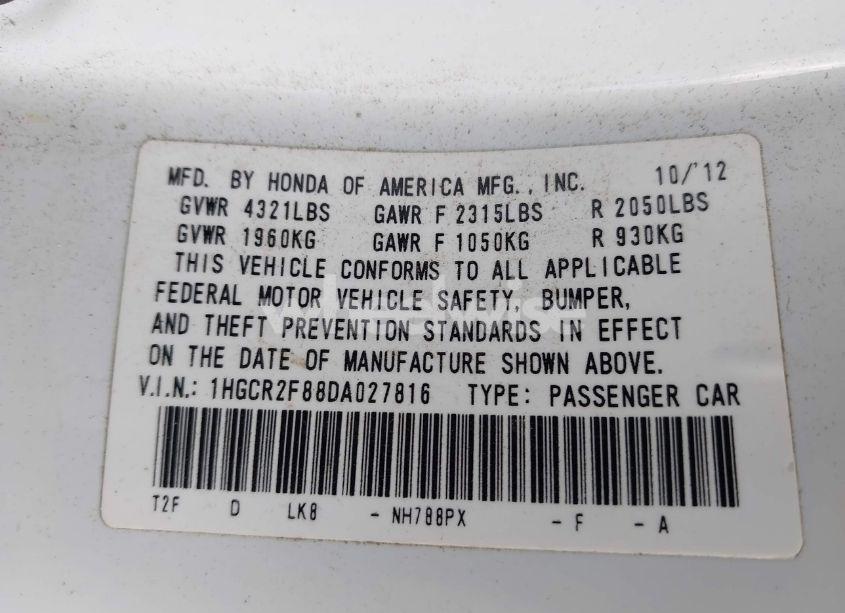 MFD. BY HONDA OF AMERICA MFG., INC. 10/'12
GVWR 4321LBS GAWR F 2315LBS R 2050LBS
GVWR 1960KG GAWR F 1050KG R 930KG
THIS VEHICLE CONFORMS TO ALL APPLICABLE
FEDERAL MOTOR VEHICLE SAFETY, BUMPER,
AND THEFT PREVENTION STANDARDS IN EFFECT
ON THE DATE OF MANUFACTURE SHOWN ABOVE.
V.I.N.: 1HGCR2F88DA027816 TYPE: PASSENGER CAR
T2F D LK8 - NH788PX - F - A